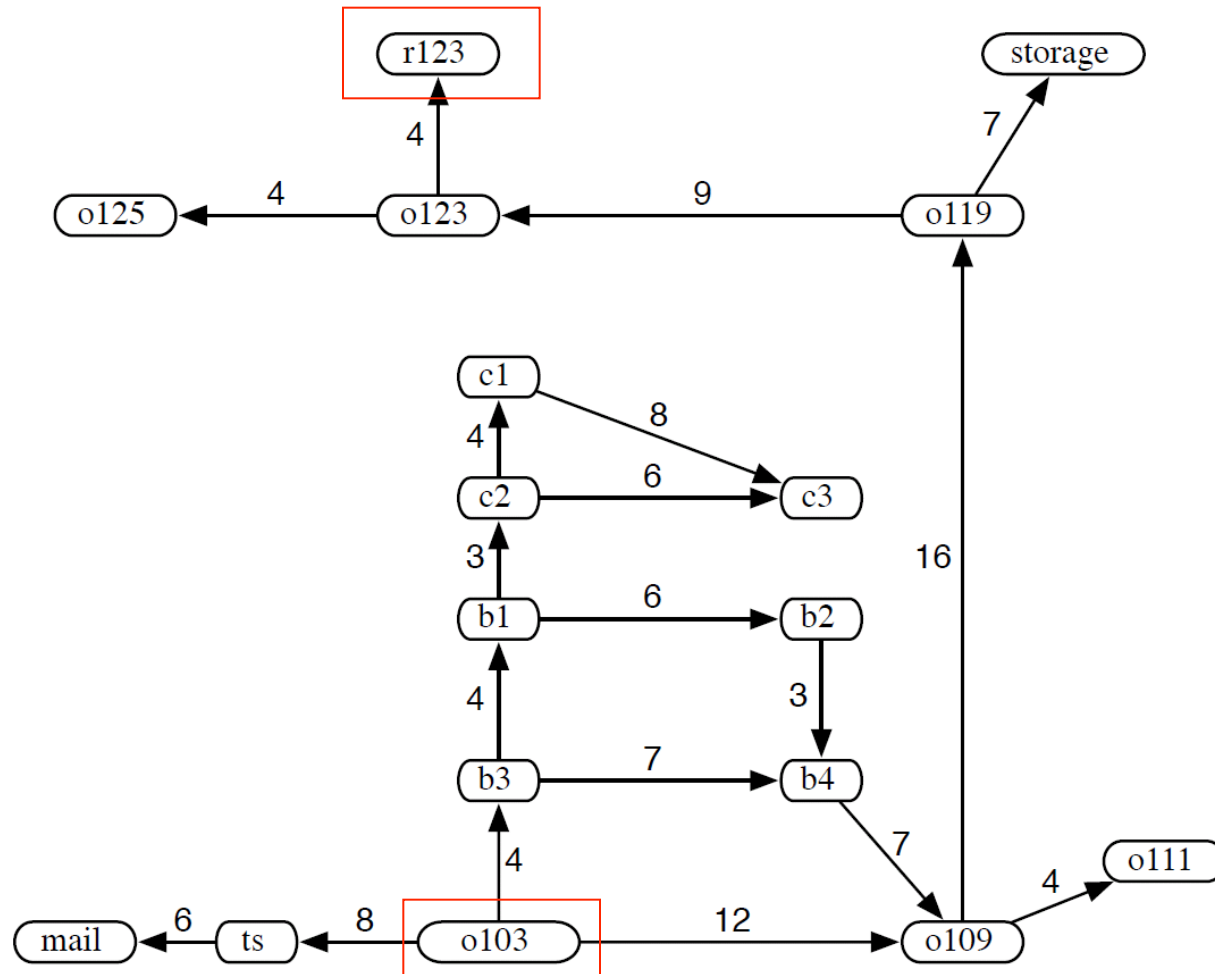 r123 storage
4 7
o125 4 o123 9 o119
c1
4 8
c2 6 c3
3 16
b1 6 b2
4 3
b3 7 b4
4 7 4 o111
mail 6 ts 8 o103 12 o109